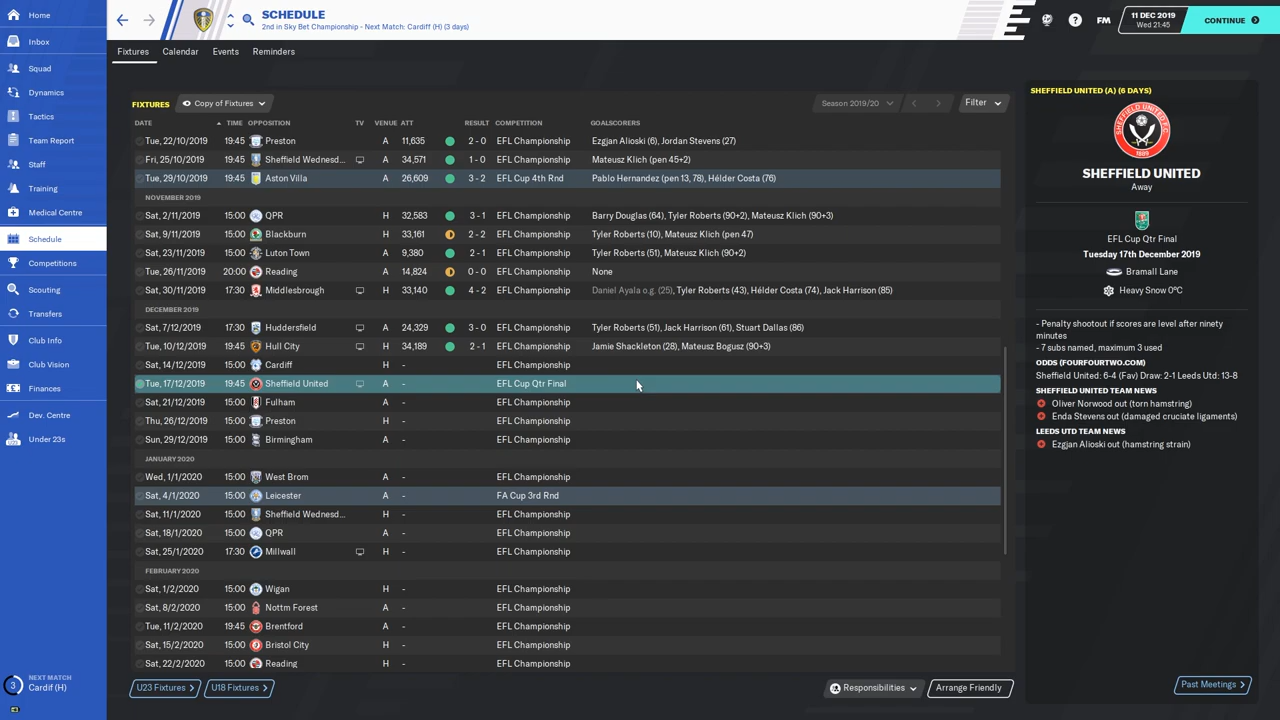 Home
Inbox
Squad
Dynamics
Tactics
Team Report
Staff
Training
Medical Centre
Schedule
Competitions
Scouting
Transfers
Club Info
Club Vision
Finances
Dev. Centre
Under 23s
3 NEXT MATCH
Cardif (H)
SCHEDULE
2nd in Sky Bet Championship - Next Match: Cardiff (H) (3 days)
FM
11 DEC 2019
Wed 21:45
CONTINUE
Fixtures Calendar Events Reminders
FIXTURES Copy of Fixtures Season 2019/20 Filter
DATE TIME OPPOSITION TV VENUE ATT RESULT COMPETITION GOALSCORERS
Tue, 22/10/2019 19:45 Preston A 11,635 2 - 0 EFL Championship Ezgjan Alioski (6), Jordan Stevens (27)
Fri, 25/10/2019 19:45 Sheffield Wednesd... A 34,571 1 - 0 EFL Championship Mateusz Klich (pen 45+2)
Tue, 29/10/2019 19:45 Aston Villa A 26,609 3 - 2 EFL Cup 4th Rnd Pablo Hernandez (pen 13, 78), Hélder Costa (76)
NOVEMBER 2019
Sat, 2/11/2019 15:00 QPR H 32,583 3 - 1 EFL Championship Barry Douglas (64), Tyler Roberts (90+2), Mateusz Klich (90+3)
Sat, 9/11/2019 15:00 Blackburn H 33,161 2 - 2 EFL Championship Tyler Roberts (10), Mateusz Klich (pen 47)
Sat, 23/11/2019 15:00 Luton Town A 9,380 2 - 1 EFL Championship Tyler Roberts (51), Mateusz Klich (90+2)
Tue, 26/11/2019 20:00 Reading A 14,824 0 - 0 EFL Championship None
Sat, 30/11/2019 17:30 Middlesbrough H 33,140 4 - 2 EFL Championship Daniel Ayala o.g. (25), Tyler Roberts (43), Hélder Costa (74), Jack Harrison (85)
DECEMBER 2019
Sat, 7/12/2019 17:30 Huddersfield A 24,329 3 - 0 EFL Championship Tyler Roberts (51), Jack Harrison (61), Stuart Dallas (86)
Tue, 10/12/2019 19:45 Hull City H 34,189 2 - 1 EFL Championship Jamie Shackleton (28), Mateusz Bogusz (90+3)
Sat, 14/12/2019 15:00 Cardiff H - EFL Championship
Tue, 17/12/2019 19:45 Sheffield United A - EFL Cup Qtr Final
Sat, 21/12/2019 15:00 Fulham A - EFL Championship
Thu, 26/12/2019 15:00 Preston H - EFL Championship
Sun, 29/12/2019 15:00 Birmingham A - EFL Championship
JANUARY 2020
Wed, 1/1/2020 15:00 West Brom A - EFL Championship
Sat, 4/1/2020 15:00 Leicester A - FA Cup 3rd Rnd
Sat, 11/1/2020 15:00 Sheffield Wednesd... H - EFL Championship
Sat, 18/1/2020 15:00 QPR A - EFL Championship
Sat, 25/1/2020 17:30 Millwall H - EFL Championship
FEBRUARY 2020
Sat, 1/2/2020 15:00 Wigan H - EFL Championship
Sat, 8/2/2020 15:00 Nottm Forest A - EFL Championship
Tue, 11/2/2020 19:45 Brentford A - EFL Championship
Sat, 15/2/2020 15:00 Bristol City H - EFL Championship
Sat, 22/2/2020 15:00 Reading H - EFL Championship
U23 Fixtures U18 Fixtures Responsibilities Arrange Friendly
SHEFFIELD UNITED (A) (6 DAYS)
SHEFFIELD UNITED
Away
EFL Cup Qtr Final
Tuesday 17th December 2019
Bramall Lane
Heavy Snow 0ºC
- Penalty shootout if scores are level after ninety
minutes
- 7 subs named, maximum 3 used
ODDS (FOURFOURTWO.COM)
Sheffield United: 6-4 (Fav) Draw: 2-1 Leeds Utd: 13-8
SHEFFIELD UNITED TEAM NEWS
Oliver Norwood out (torn hamstring)
Enda Stevens out (damaged cruciate ligaments)
LEEDS UTD TEAM NEWS
Ezgjan Alioski out (hamstring strain)
Past Meetings